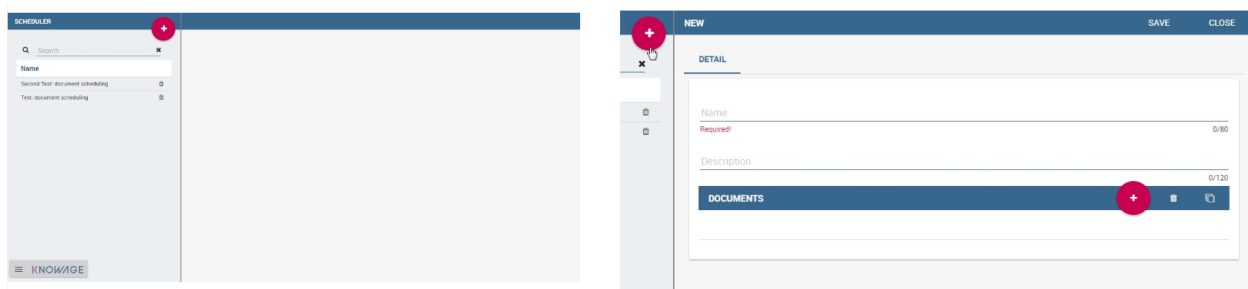 SCHEDULER
Search
Name
Second Test: document scheduling
Test: document scheduling
KNOWAGE
NEW SAVE CLOSE
DETAIL
Name
Required! 0/80
Description
0/120
DOCUMENTS